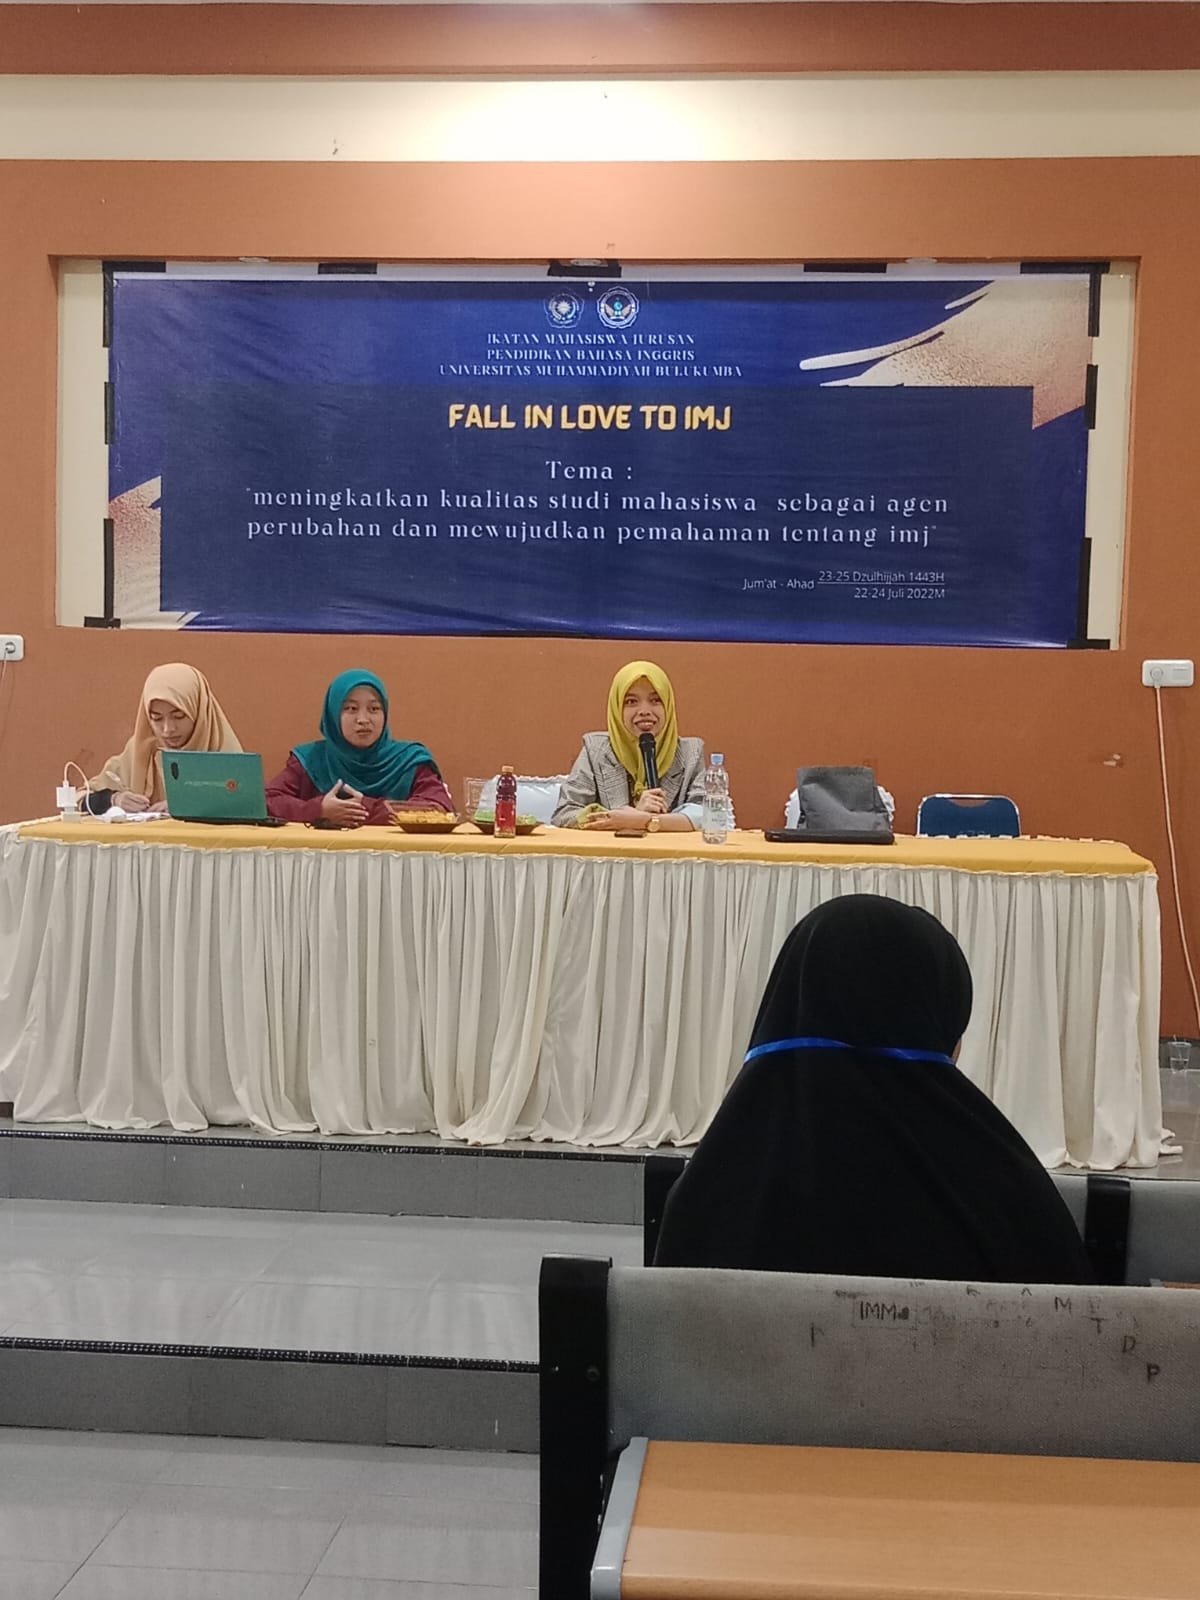 IKATAN MAHASISWA JURUSAN
PENDIDIKAN BAHASA INGGRIS
UNIVERSITAS MUHAMMADIYAH BULUKUMBA
FALL IN LOVE TO IMJ
Tema :
"meningkatkan kualitas studi mahasiswa sebagai agen
perubahan dan mewujudkan pemahaman tentang imj"
Jum'at - Ahad
23-25 Dzulhijjah 1443H
22-24 Juli 2022M
IMM
M
T
D
P